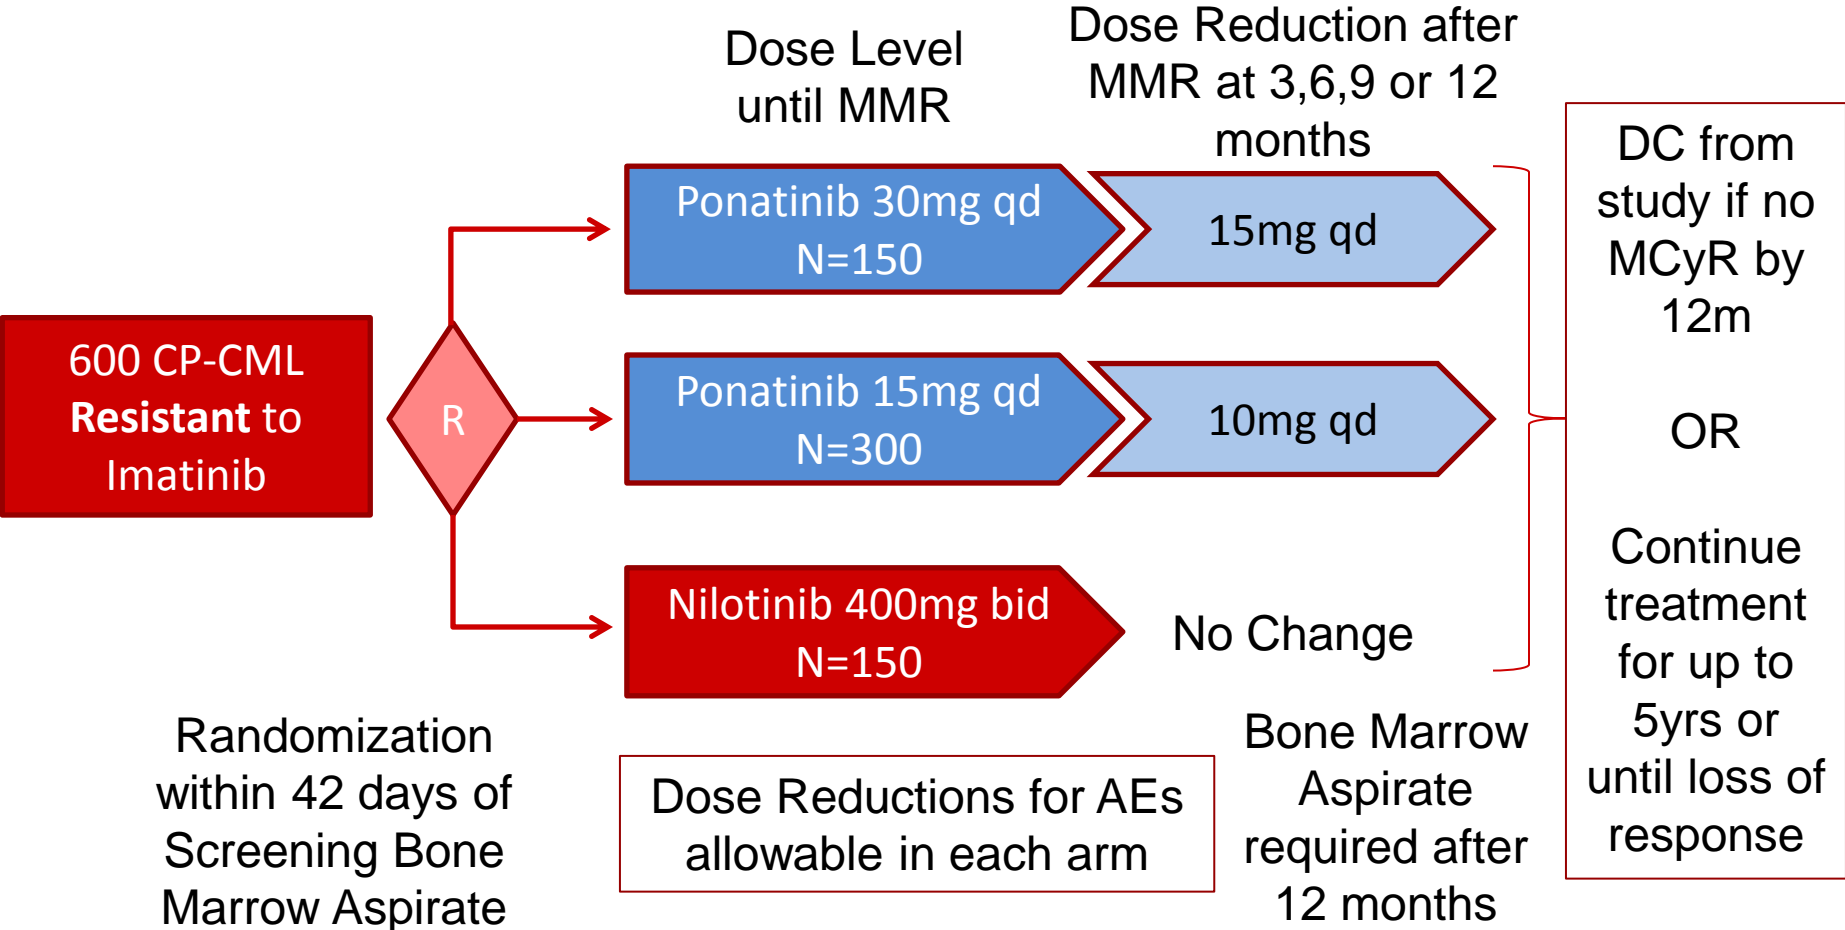 Dose Level
until MMR
Dose Reduction after
MMR at 3,6,9 or 12
months
600 CP-CML
Resistant to
Imatinib
R
Ponatinib 30mg qd
N=150
15mg qd
Ponatinib 15mg qd
N=300
10mg qd
Nilotinib 400mg bid
N=150
No Change
DC from
study if no
MCyR by
12m
OR
Continue
treatment
for up to
5yrs or
until loss of
response
Randomization
within 42 days of
Screening Bone
Marrow Aspirate
Dose Reductions for AEs
allowable in each arm
Bone Marrow
Aspirate
required after
12 months